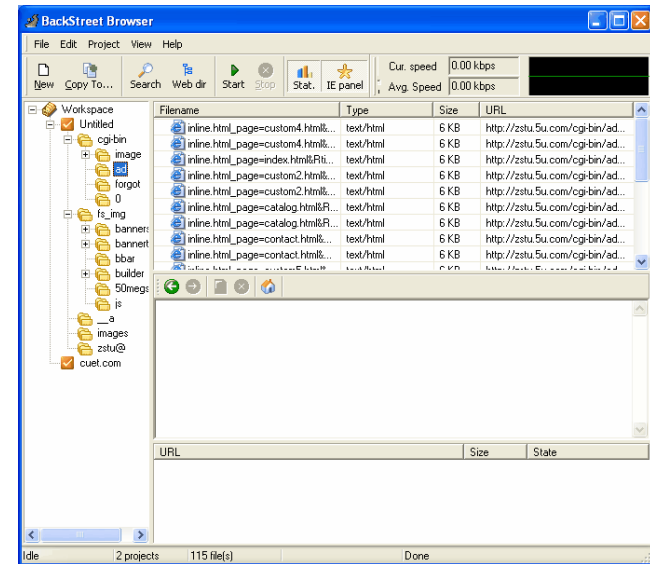 BackStreet Browser
File Edit Project View Help
New Copy To... Search Web dir Start Stop Stat. IE panel Cur. speed 0.00 kbps
Avg. Speed 0.00 kbps
Workspace
Untitled
cgi-bin
image
ad
forgot
0
fs_img
banners
bannert
bbar
builder
50megs
js
__a
images
zstu@
cuet.com
Filename Type Size URL
inline.html_page=custom4.html&... text/html 6 KB http://zstu.5u.com/cgi-bin/ad...
inline.html_page=custom4.html&... text/html 6 KB http://zstu.5u.com/cgi-bin/ad...
inline.html_page=index.html&Rti... text/html 6 KB http://zstu.5u.com/cgi-bin/ad...
inline.html_page=custom2.html&... text/html 6 KB http://zstu.5u.com/cgi-bin/ad...
inline.html_page=custom2.html&... text/html 6 KB http://zstu.5u.com/cgi-bin/ad...
inline.html_page=catalog.html&R... text/html 6 KB http://zstu.5u.com/cgi-bin/ad...
inline.html_page=catalog.html&R... text/html 6 KB http://zstu.5u.com/cgi-bin/ad...
inline.html_page=contact.html&... text/html 6 KB http://zstu.5u.com/cgi-bin/ad...
inline.html_page=contact.html&... text/html 6 KB http://zstu.5u.com/cgi-bin/ad...
URL Size State
Idle 2 projects 115 file(s) Done